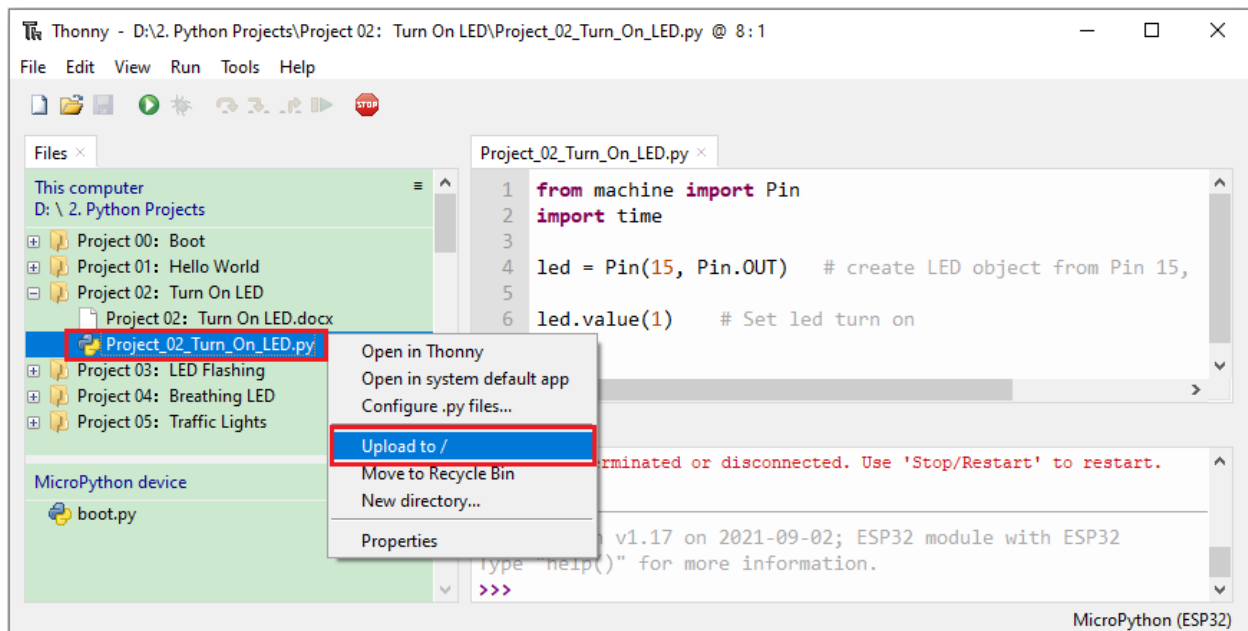 Thonny - D:\2. Python Projects\Project 02： Turn On LED\Project_02_Turn_On_LED.py @ 8:1
File Edit View Run Tools Help
STOP
Files
This computer
D: \ 2. Python Projects
Project 00： Boot
Project 01： Hello World
Project 02： Turn On LED
Project 02： Turn On LED.docx
Project_02_Turn_On_LED.py
Project 03： LED Flashing
Project 04： Breathing LED
Project 05： Traffic Lights
MicroPython device
boot.py
Open in Thonny
Open in system default app
Configure .py files...
Upload to /
Move to Recycle Bin
New directory...
Properties
Project_02_Turn_On_LED.py
1 from machine import Pin
2 import time
3
4 led = Pin(15, Pin.OUT) # create LED object from Pin 15,
5
6 led.value(1) # Set led turn on
or disconnected. Use 'Stop/Restart' to restart.
v1.17 on 2021-09-02; ESP32 module with ESP32
Type "help()" for more information.
>>>
MicroPython (ESP32)